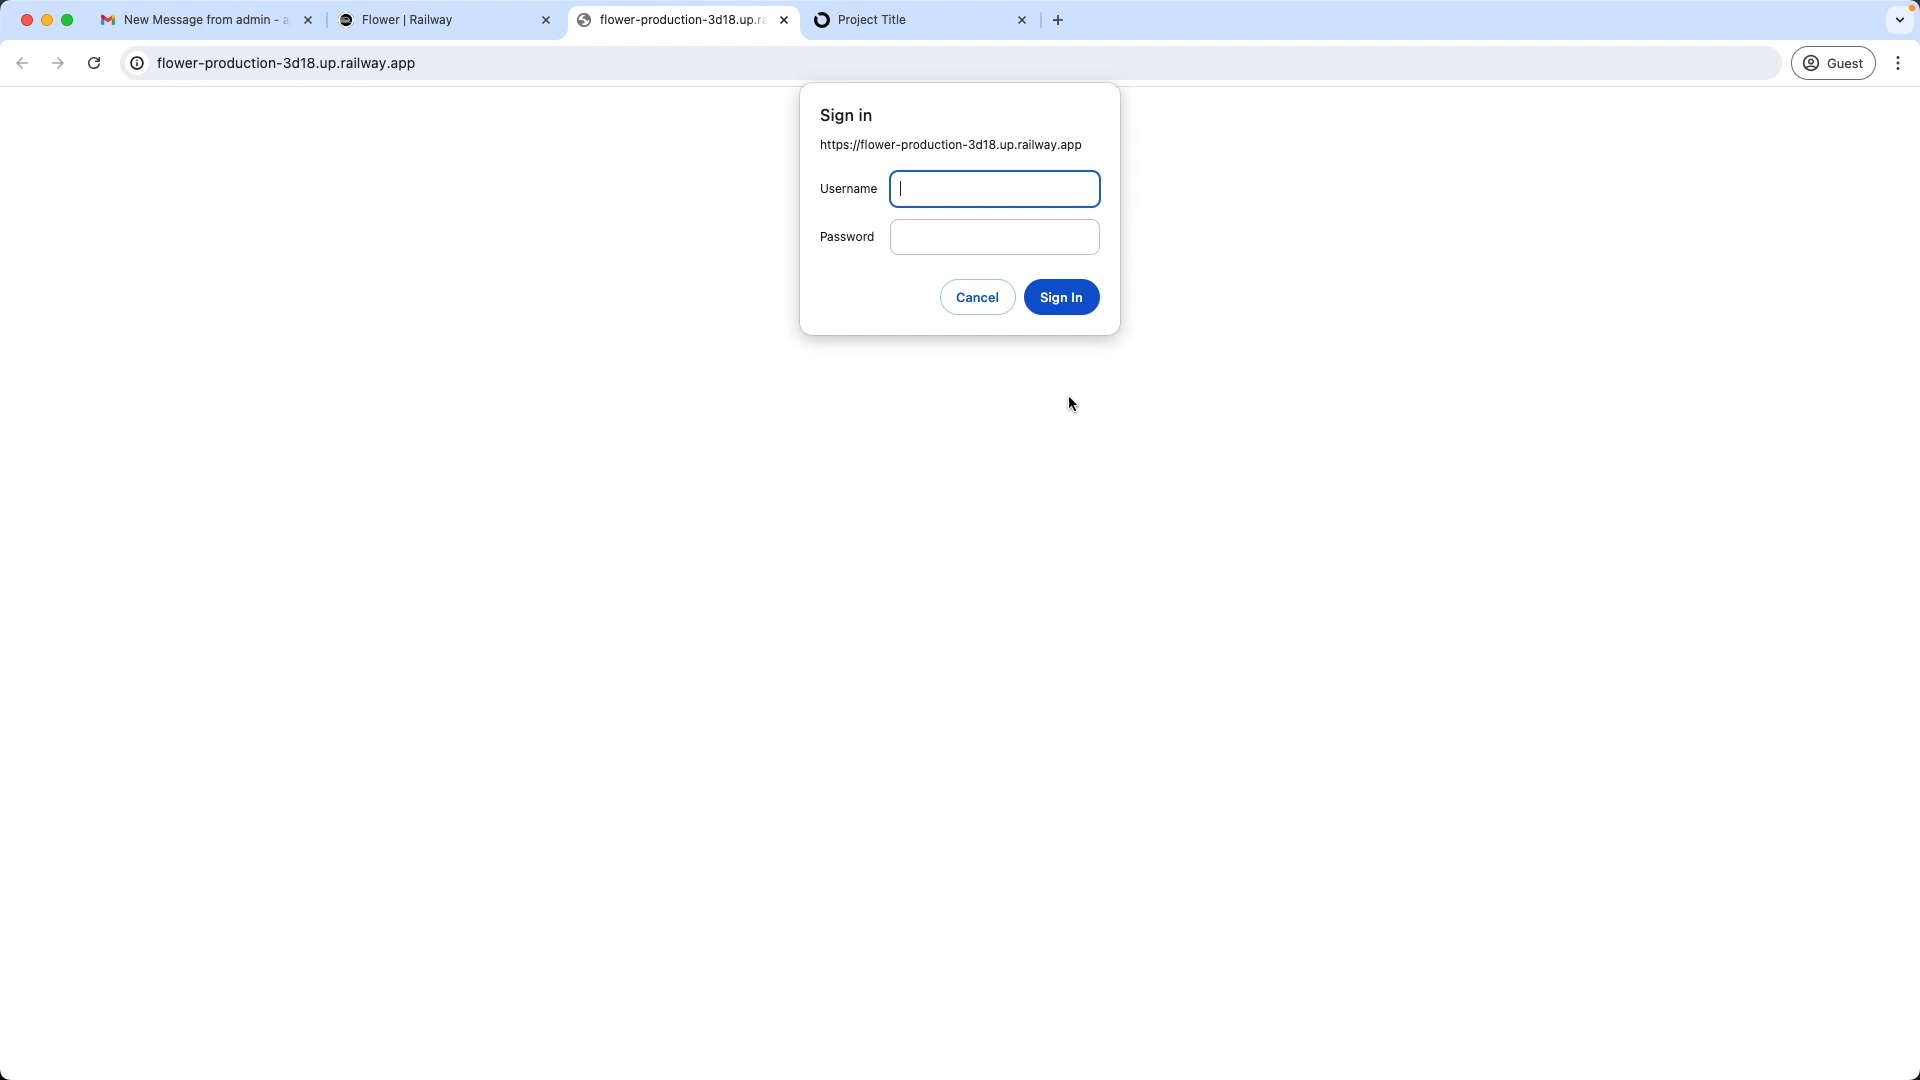 New Message from admin - a
Flower | Railway
flower-production-3d18.up.ra
Project Title
flower-production-3d18.up.railway.app
Guest
Sign in
https://flower-production-3d18.up.railway.app
Username
Password
Cancel
Sign In